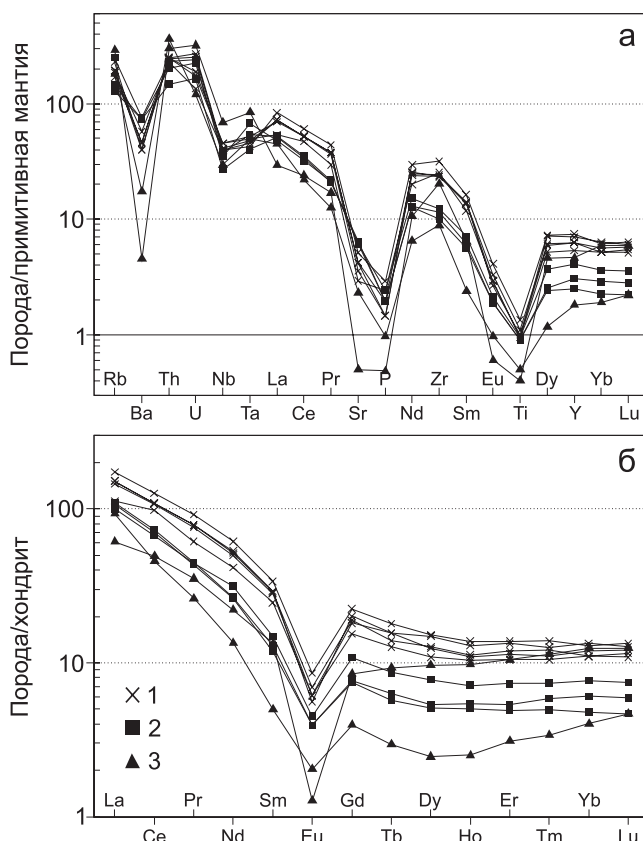 а
Порода/примитивная мантия
100
10
1
Rb Th Nb La Pr P Zr Eu Dy Yb
Ba U Ta Ce Sr Nd Sm Ti Y Lu
б
Порода/хондрит
100
10
1
1
2
3
La Pr Sm Gd Dy Er Yb
Ce Nd Eu Tb Ho Tm Lu